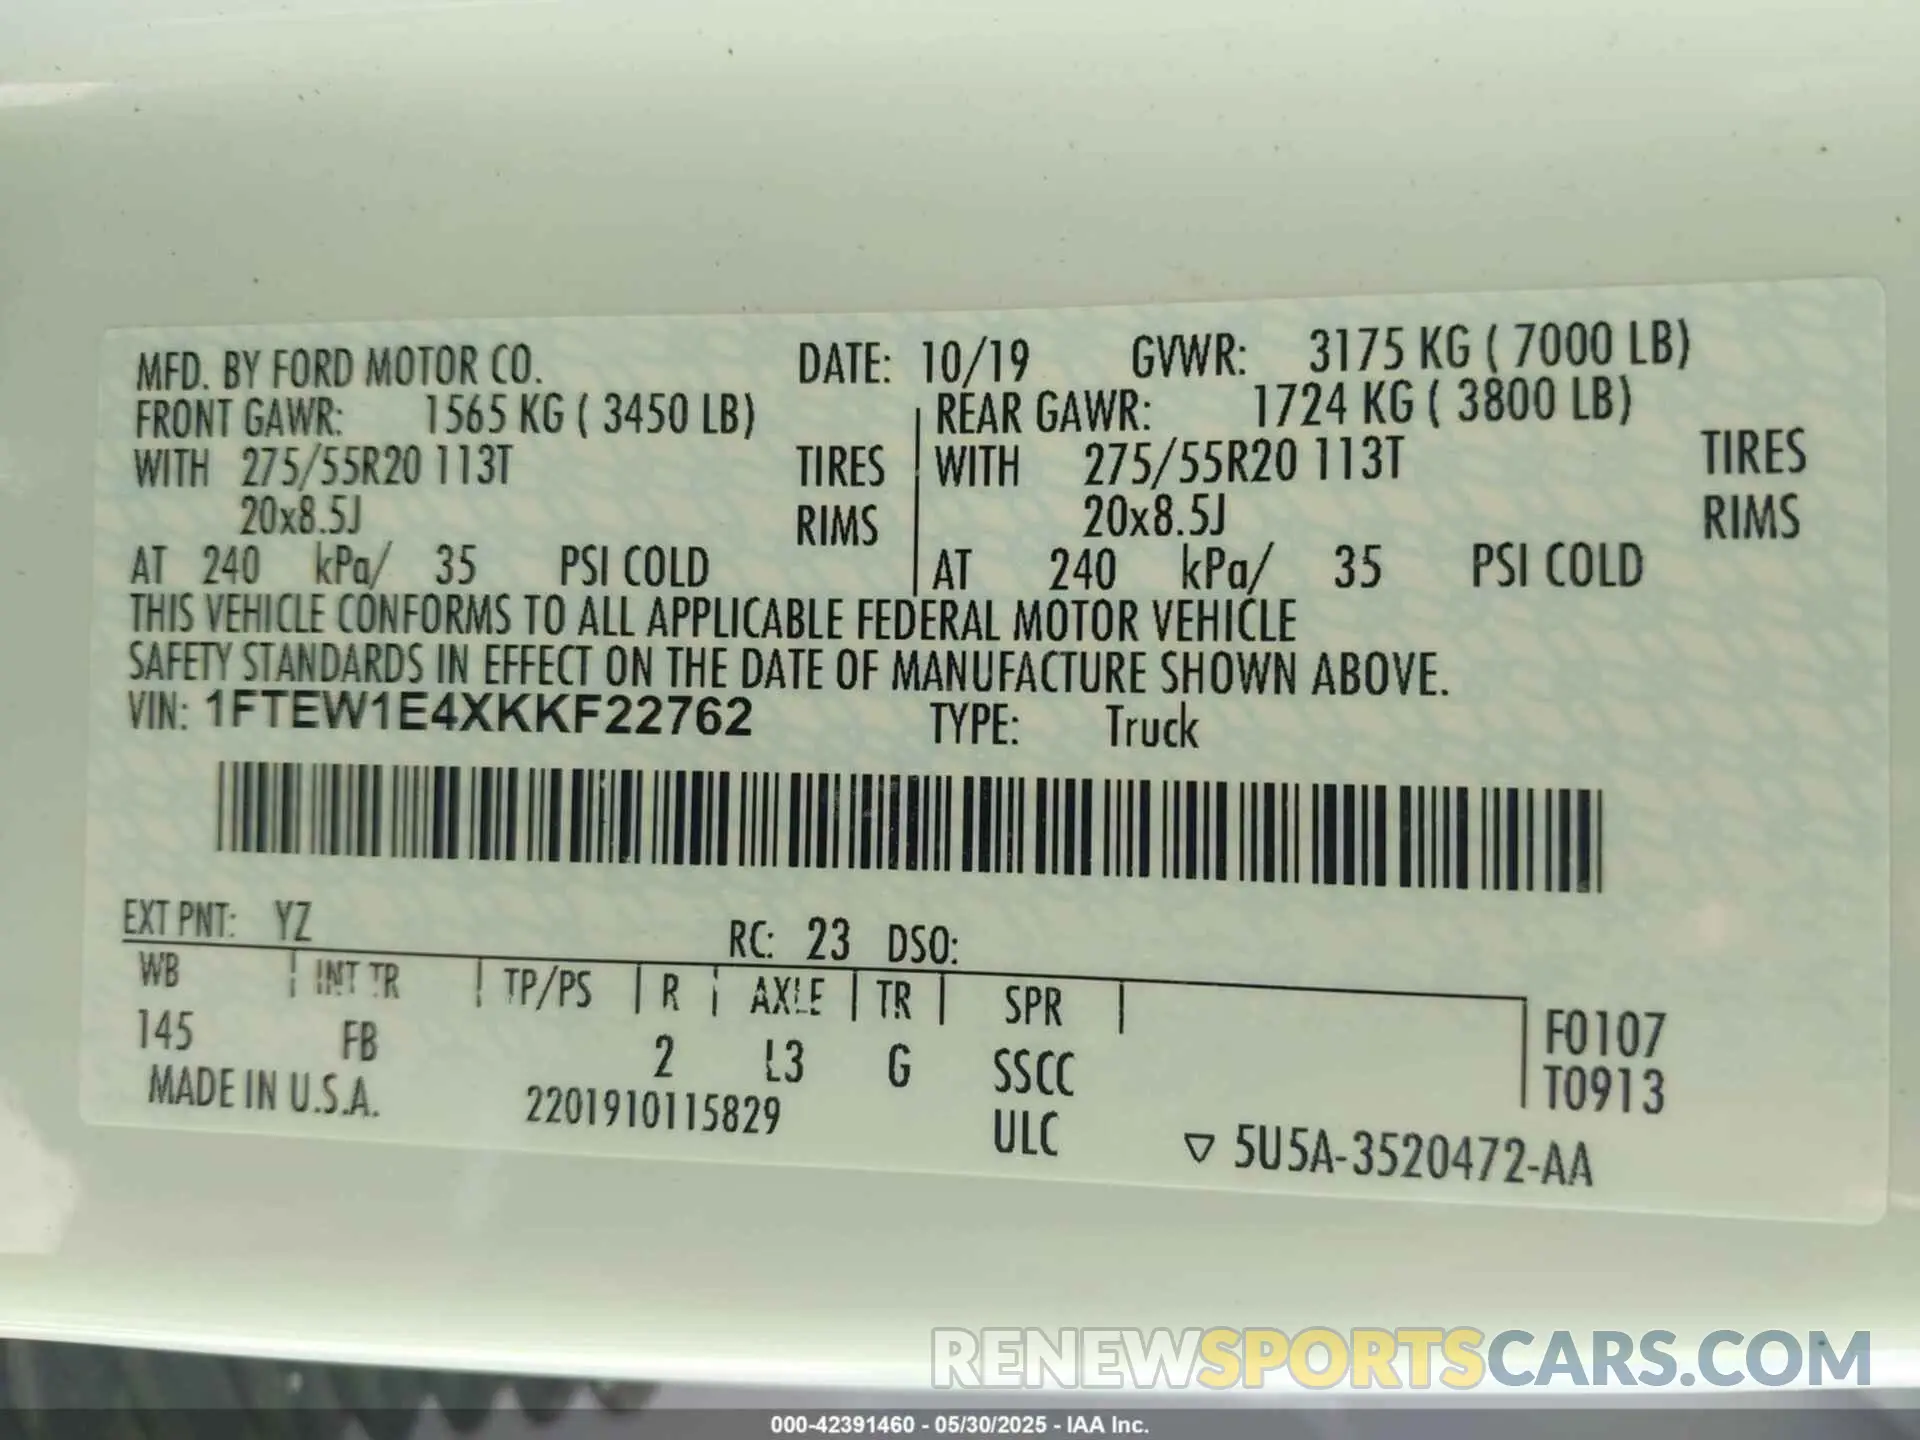 MFD. BY FORD MOTOR CO. DATE: 10/19 GVWR: 3175 KG ( 7000 LB)
FRONT GAWR: 1565 KG ( 3450 LB) REAR GAWR: 1724 KG ( 3800 LB)
WITH 275/55R20 113T TIRES WITH 275/55R20 113T TIRES
20x8.5J RIMS 20x8.5J RIMS
AT 240 kPa/ 35 PSI COLD AT 240 kPa/ 35 PSI COLD
THIS VEHICLE CONFORMS TO ALL APPLICABLE FEDERAL MOTOR VEHICLE
SAFETY STANDARDS IN EFFECT ON THE DATE OF MANUFACTURE SHOWN ABOVE.
VIN: 1FTEW1E4XKKF22762 TYPE: Truck
EXT PNT: YZ RC: 23 DSO:
WB INT TR TP/PS R AXLE TR SPR F0107
145 FB 2 L3 G SSCC T0913
MADE IN U.S.A. 2201910115829 ULC ▽ 5U5A-3520472-AA
RENEWSPORTSCARS.COM
000-42391460 - 05/30/2025 - IAA Inc.